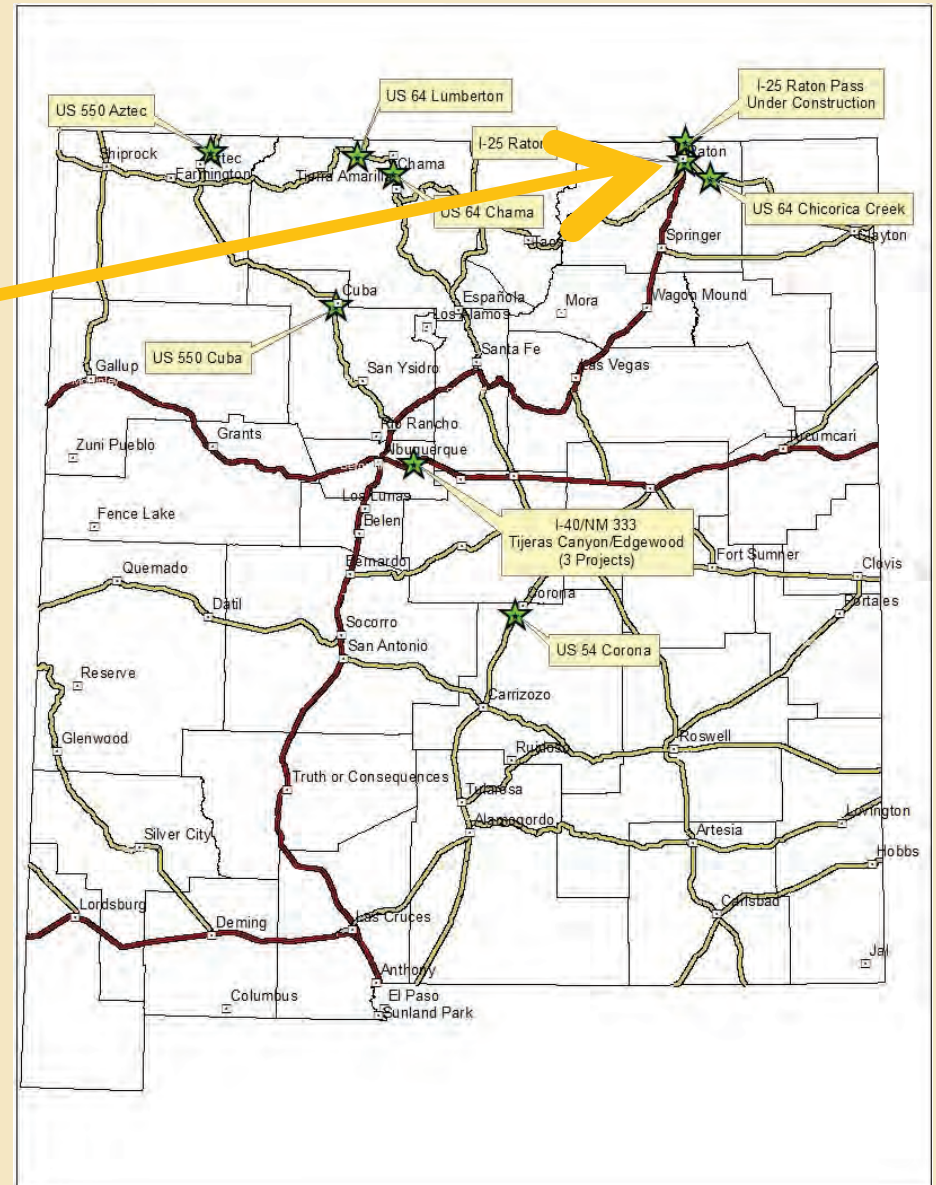 I-25 Raton Pass
Under Construction
US 64 Lumberton
US 550 Aztec
I-25 Raton
Raton
Shiprock
Aztec
Farmington
Chama
Tierra Amarilla
US 64 Chama
US 64 Chicorica Creek
Taos
Springer
Clayton
Cuba
Española
Mora
Wagon Mound
Los Alamos
US 550 Cuba
Santa Fe
Gallup
San Ysidro
Las Vegas
Rio Rancho
Grants
Zuni Pueblo
Albuquerque
Tucumcari
Los Lunas
Fence Lake
Belen
I-40/NM 333
Tijeras Canyon/Edgewood
(3 Projects)
Bernardo
Fort Sumner
Clovis
Quemado
Corona
Portales
Datil
Socorro
San Antonio
US 54 Corona
Reserve
Carrizozo
Glenwood
Ruidoso
Roswell
Truth or Consequences
Tularosa
Lovington
Silver City
Alamogordo
Artesia
Hobbs
Lordsburg
Deming
Las Cruces
Carlsbad
Jal
Anthony
Columbus
El Paso
Sunland Park